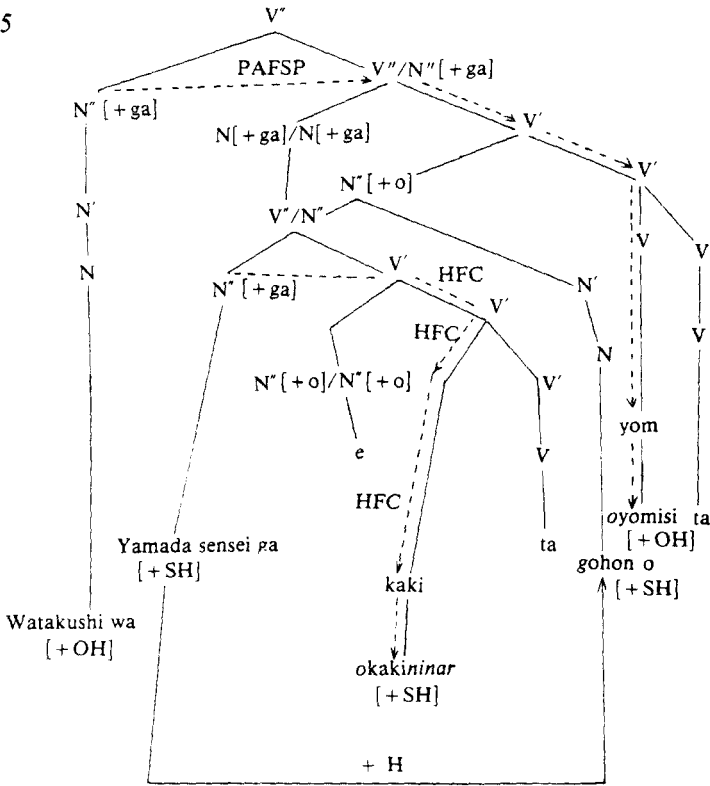 5
V″
PAFSP
V″/N″[+ga]
N″[+ga]
N[+ga]/N[+ga]
V′
N″[+o]
V′
N′
V″/N″
V
V
N
N″[+ga]
V′
HFC
V′
N′
HFC
V
N
N″[+o]/N″[+o]
V′
yom
e
V
HFC
oyomisi ta
[+OH]
Yamada sensei ga
[+SH]
ta
gohon o
[+SH]
kaki
Watakushi wa
[+OH]
okakininar
[+SH]
+ H